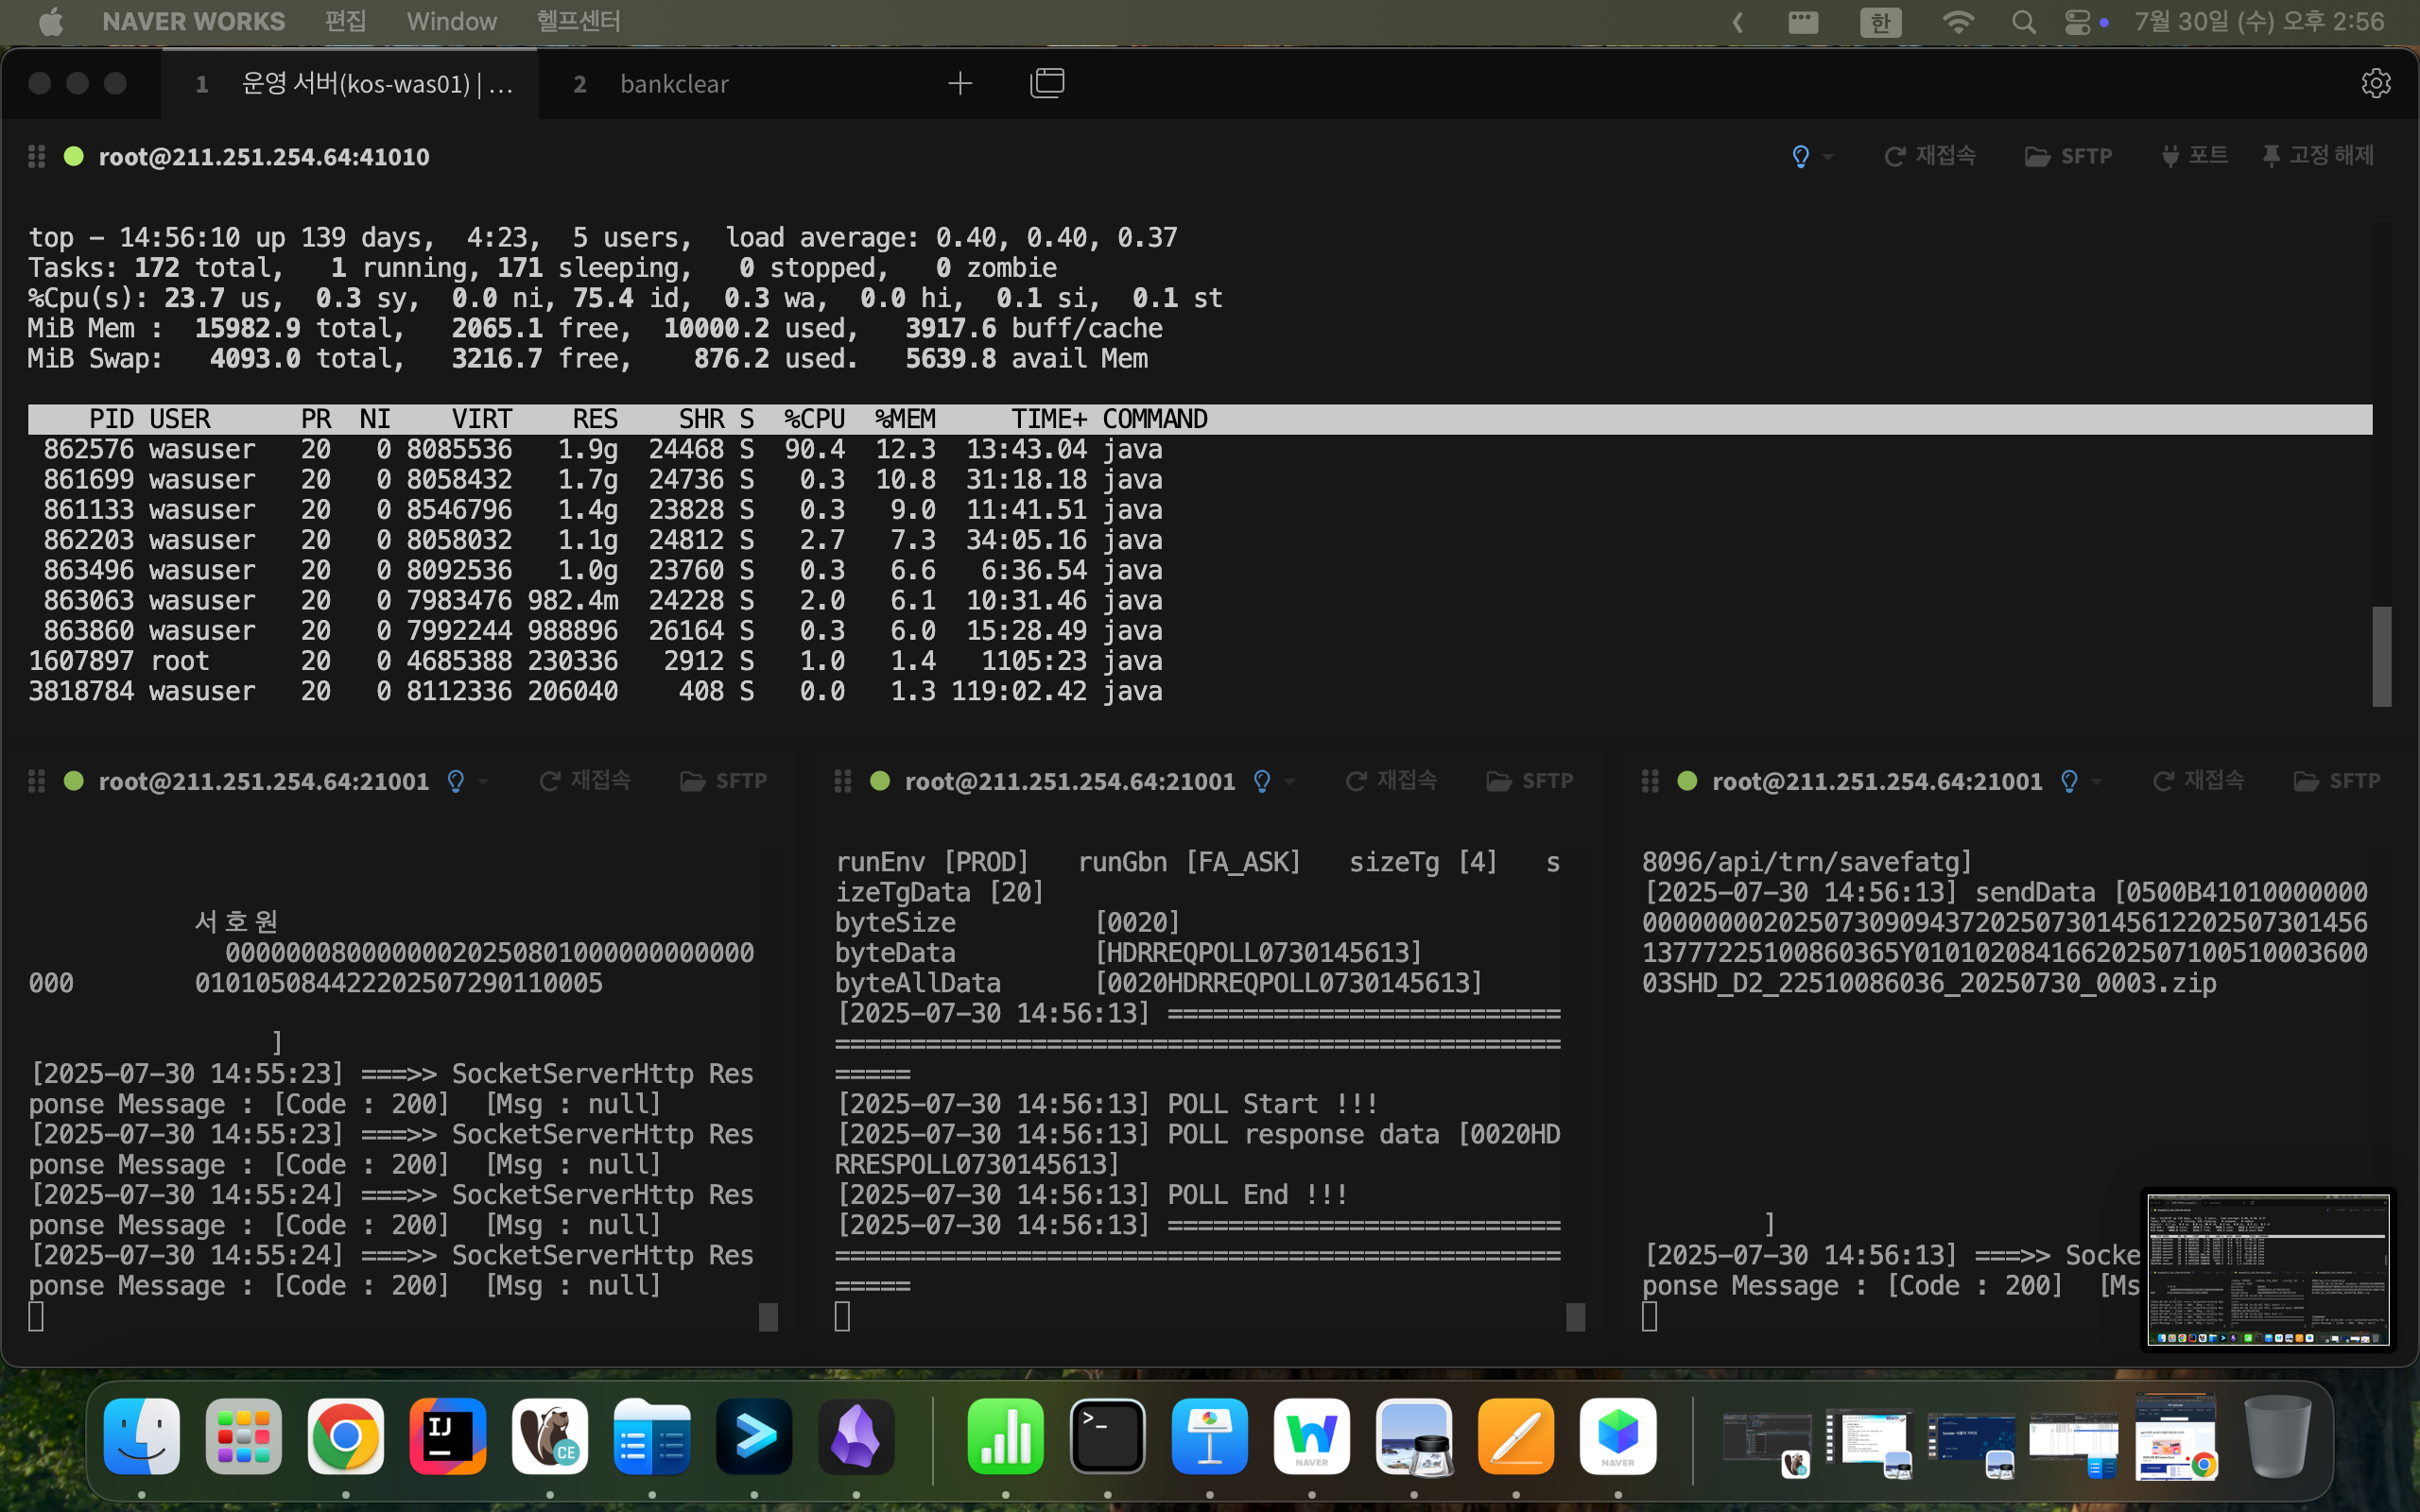 NAVER WORKS 편집 Window 헬프센터 한 7월 30일 (수) 오후 2:56
1 운영 서버(kos-was01) | ... 2 bankclear
root@211.251.254.64:41010 재접속 SFTP 포트 고정 해제
top - 14:56:10 up 139 days, 4:23, 5 users, load average: 0.40, 0.40, 0.37
Tasks: 172 total, 1 running, 171 sleeping, 0 stopped, 0 zombie
%Cpu(s): 23.7 us, 0.3 sy, 0.0 ni, 75.4 id, 0.3 wa, 0.0 hi, 0.1 si, 0.1 st
MiB Mem : 15982.9 total, 2065.1 free, 10000.2 used, 3917.6 buff/cache
MiB Swap: 4093.0 total, 3216.7 free, 876.2 used. 5639.8 avail Mem
PID USER PR NI VIRT RES SHR S %CPU %MEM TIME+ COMMAND
862576 wasuser 20 0 8085536 1.9g 24468 S 90.4 12.3 13:43.04 java
861699 wasuser 20 0 8058432 1.7g 24736 S 0.3 10.8 31:18.18 java
861133 wasuser 20 0 8546796 1.4g 23828 S 0.3 9.0 11:41.51 java
862203 wasuser 20 0 8058032 1.1g 24812 S 2.7 7.3 34:05.16 java
863496 wasuser 20 0 8092536 1.0g 23760 S 0.3 6.6 6:36.54 java
863063 wasuser 20 0 7983476 982.4m 24228 S 2.0 6.1 10:31.46 java
863860 wasuser 20 0 7992244 988896 26164 S 0.3 6.0 15:28.49 java
1607897 root 20 0 4685388 230336 2912 S 1.0 1.4 1105:23 java
3818784 wasuser 20 0 8112336 206040 408 S 0.0 1.3 119:02.42 java
root@211.251.254.64:21001 재접속 SFTP
서호원
00000008000000020250801000000000000
000 010105084422202507290110005
]
[2025-07-30 14:55:23] ===>> SocketServerHttp Res
ponse Message : [Code : 200] [Msg : null]
[2025-07-30 14:55:23] ===>> SocketServerHttp Res
ponse Message : [Code : 200] [Msg : null]
[2025-07-30 14:55:24] ===>> SocketServerHttp Res
ponse Message : [Code : 200] [Msg : null]
[2025-07-30 14:55:24] ===>> SocketServerHttp Res
ponse Message : [Code : 200] [Msg : null]
root@211.251.254.64:21001 재접속 SFTP
runEnv [PROD] runGbn [FA_ASK] sizeTg [4] s
izeTgData [20]
byteSize [0020]
byteData [HDRREQPOLL0730145613]
byteAllData [0020HDRREQPOLL0730145613]
[2025-07-30 14:56:13] ==========================
================================================
=====
[2025-07-30 14:56:13] POLL Start !!!
[2025-07-30 14:56:13] POLL response data [0020HD
RRESPOLL0730145613]
[2025-07-30 14:56:13] POLL End !!!
[2025-07-30 14:56:13] ==========================
================================================
=====
root@211.251.254.64:21001 재접속 SFTP
8096/api/trn/savefatg]
[2025-07-30 14:56:13] sendData [0500B41010000000
000000002025073090943720250730145612202507301456
137772251008603 65Y0101020841662025071005100036 00
03SHD_D2_22510086036_20250730_0003.zip
]
[2025-07-30 14:56:13] ===>> Socke
ponse Message : [Code : 200] [Ms
IJ CE >_ NAVER NAVER